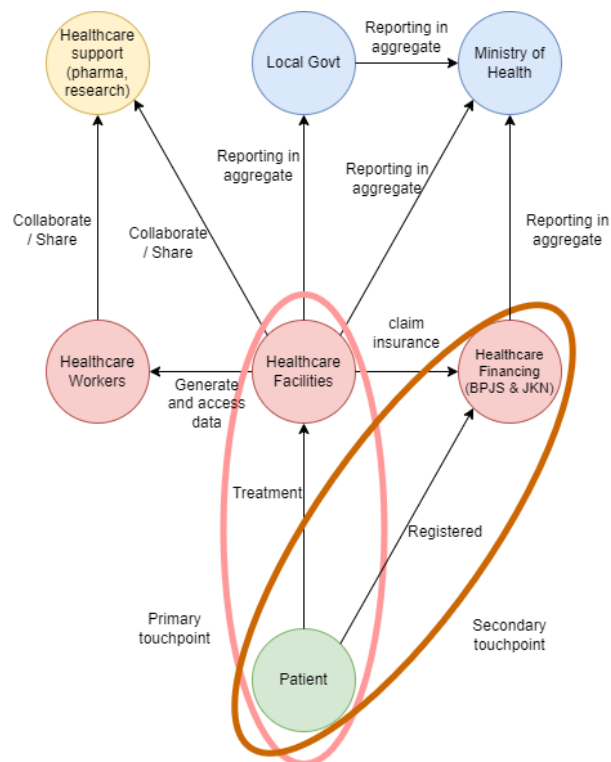 Healthcare
support
(pharma,
research)
Local Govt
Reporting in
aggregate
Ministry of
Health
Reporting in
aggregate
Reporting in
aggregate
Reporting in
aggregate
Collaborate
/ Share
Collaborate
/ Share
Healthcare
Workers
Generate
and access
data
Healthcare
Facilities
claim
insurance
Healthcare
Financing
(BPJS & JKN)
Treatment
Registered
Primary
touchpoint
Secondary
touchpoint
Patient